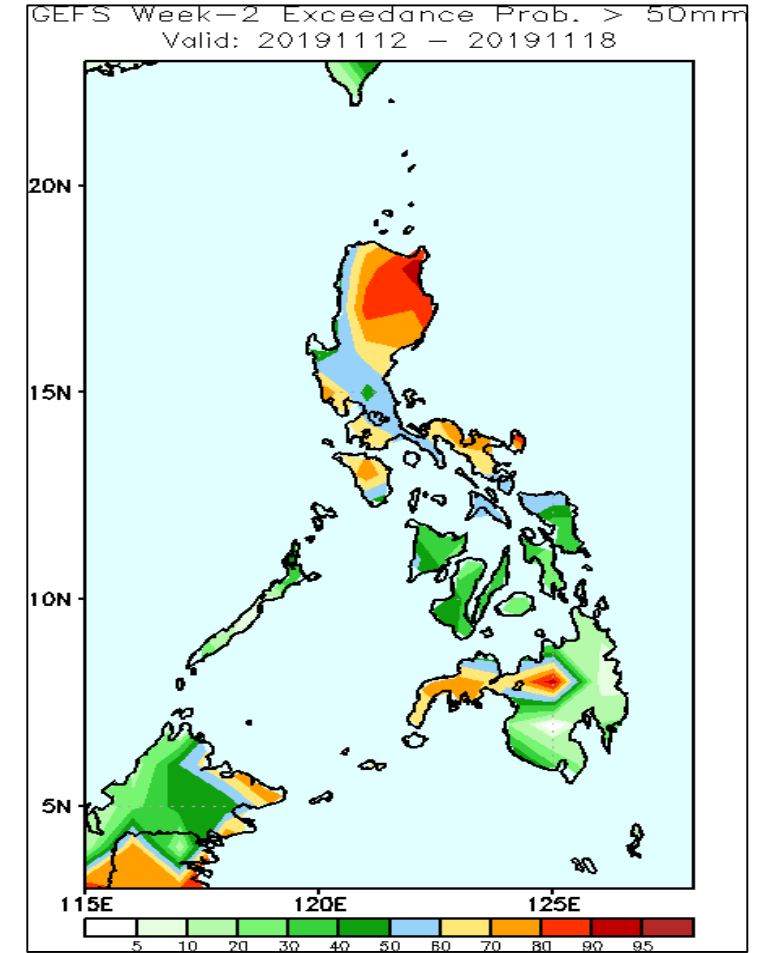 GEFS Week-2 Exceedance Prob. > 50mm
Valid: 20191112 - 20191118
20N
15N
10N
5N
115E 120E 125E
5 10 20 30 40 50 60 70 80 90 95